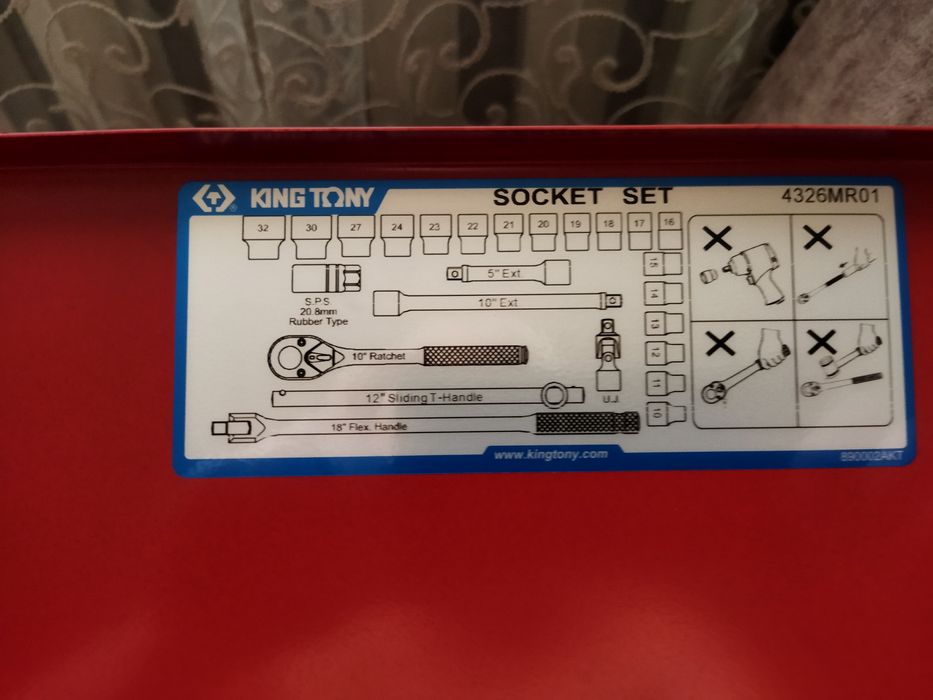 KING TONY®
SOCKET SET
4326MR01
32 30 27 24 23 22 21 20 19 18 17 16
15
14
13
12
11
10
S.P.S.
20.8mm
Rubber Type
5" Ext.
10" Ext.
10" Ratchet
12" Sliding T-Handle
18" Flex. Handle
U.J.
www.kingtony.com
890002AKT